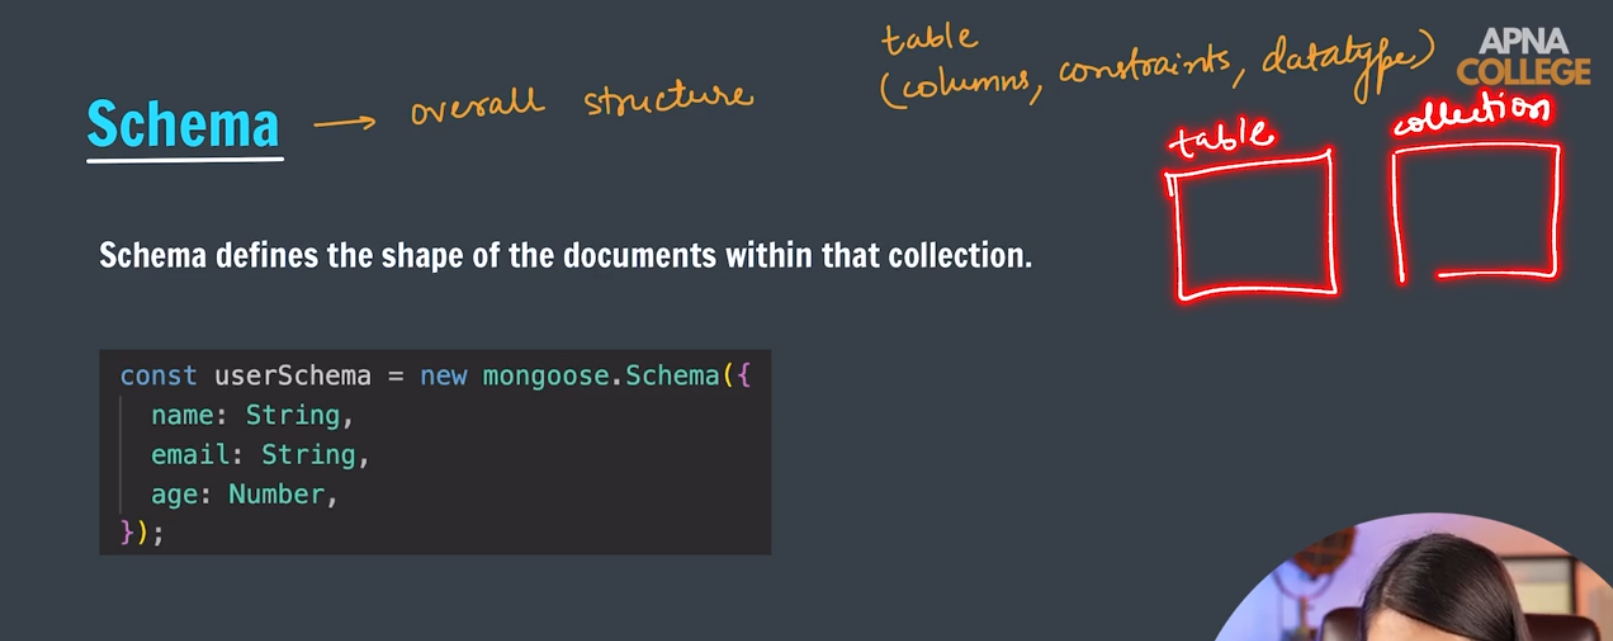 table
(columns, constraints, datatype)
APNA
COLLEGE
Schema → overall structure
table
collection
Schema defines the shape of the documents within that collection.
const userSchema = new mongoose.Schema({
name: String,
email: String,
age: Number,
});